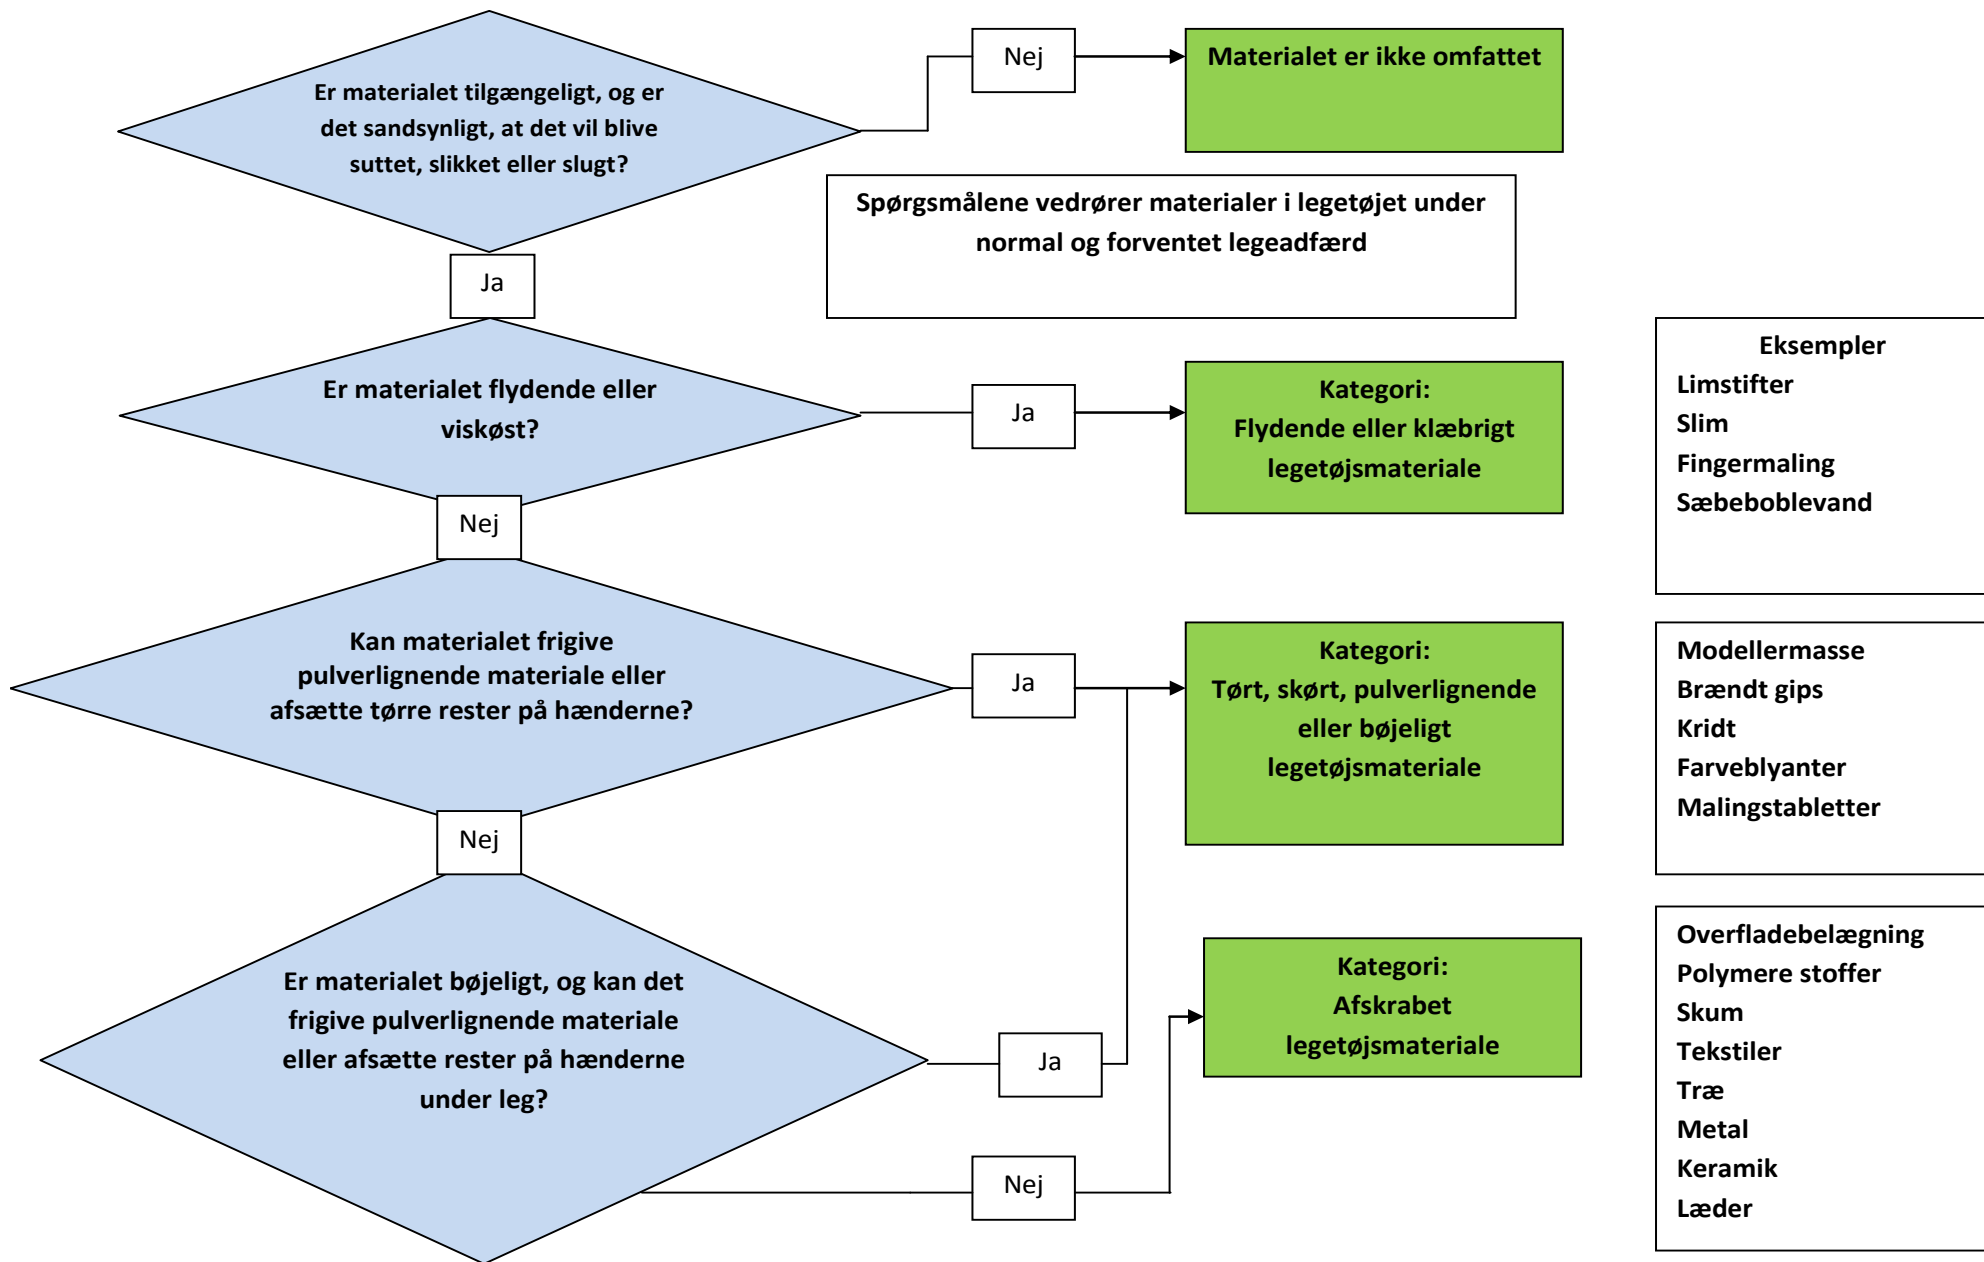 Er materialet tilgængeligt, og er
det sandsynligt, at det vil blive
suttet, slikket eller slugt?
Nej
Materialet er ikke omfattet
Spørgsmålene vedrører materialer i legetøjet under
normal og forventet legeadfærd
Ja
Er materialet flydende eller
viskøst?
Ja
Kategori:
Flydende eller klæbrigt
legetøjsmateriale
Eksempler
Limstifter
Slim
Fingermaling
Sæbeboblevand
Nej
Kan materialet frigive
pulverlignende materiale eller
afsætte tørre rester på hænderne?
Ja
Kategori:
Tørt, skørt, pulverlignende
eller bøjeligt
legetøjsmateriale
Modellermasse
Brændt gips
Kridt
Farveblyanter
Malingstabletter
Nej
Er materialet bøjeligt, og kan det
frigive pulverlignende materiale
eller afsætte rester på hænderne
under leg?
Ja
Nej
Kategori:
Afskrabet
legetøjsmateriale
Overfladebelægning
Polymere stoffer
Skum
Tekstiler
Træ
Metal
Keramik
Læder